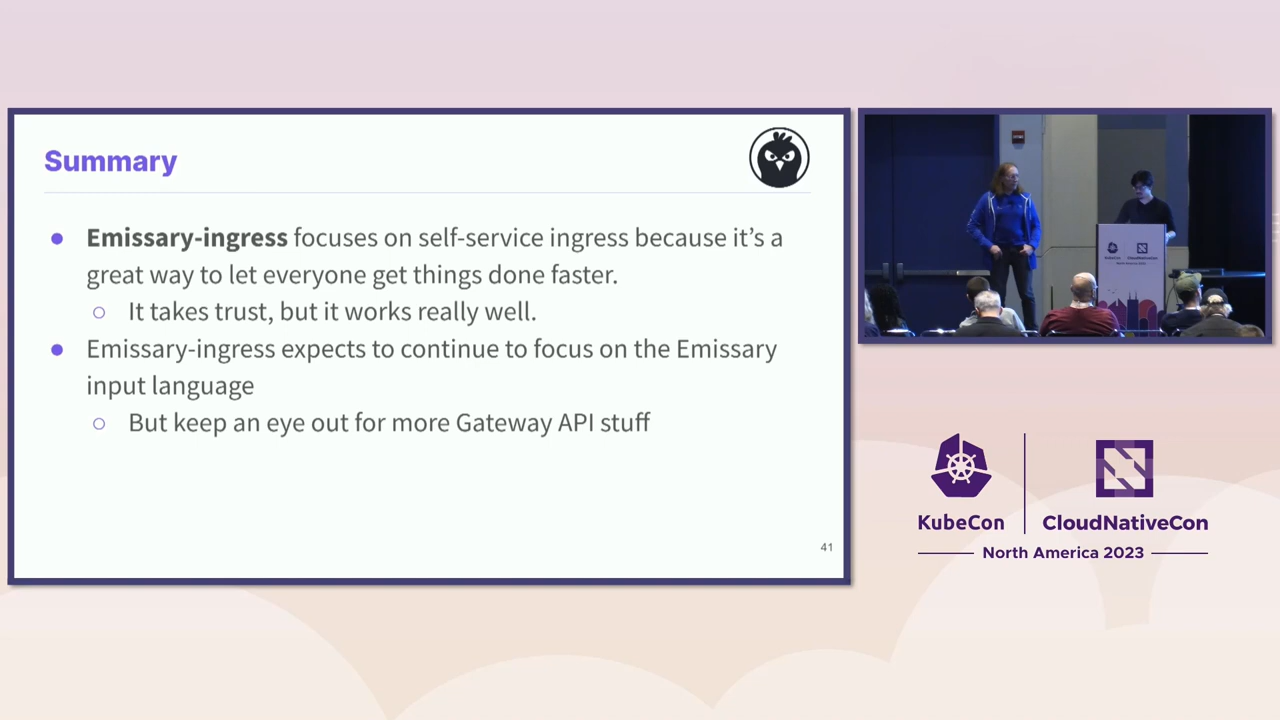 Summary
● Emissary-ingress focuses on self-service ingress because it’s a
great way to let everyone get things done faster.
○ It takes trust, but it works really well.
● Emissary-ingress expects to continue to focus on the Emissary
input language
○ But keep an eye out for more Gateway API stuff
41
KubeCon
CloudNativeCon
KubeCon
CloudNativeCon
North America 2023